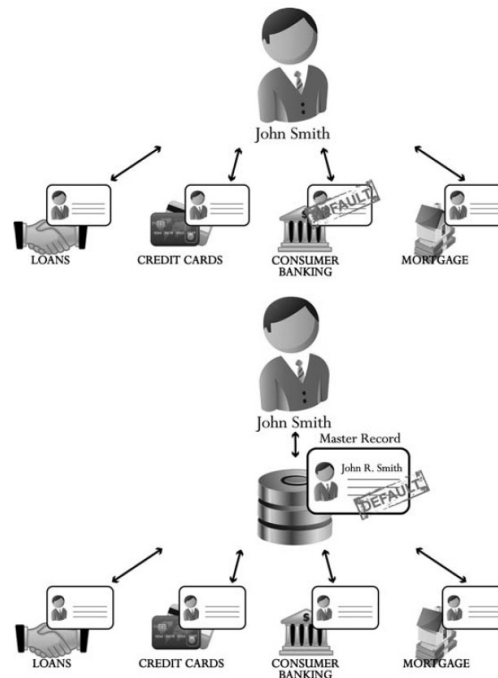 John Smith
DEFAULT
LOANS
CREDIT CARDS
CONSUMER
BANKING
MORTGAGE
John Smith
Master Record
John R. Smith
DEFAULT
LOANS
CREDIT CARDS
CONSUMER
BANKING
MORTGAGE